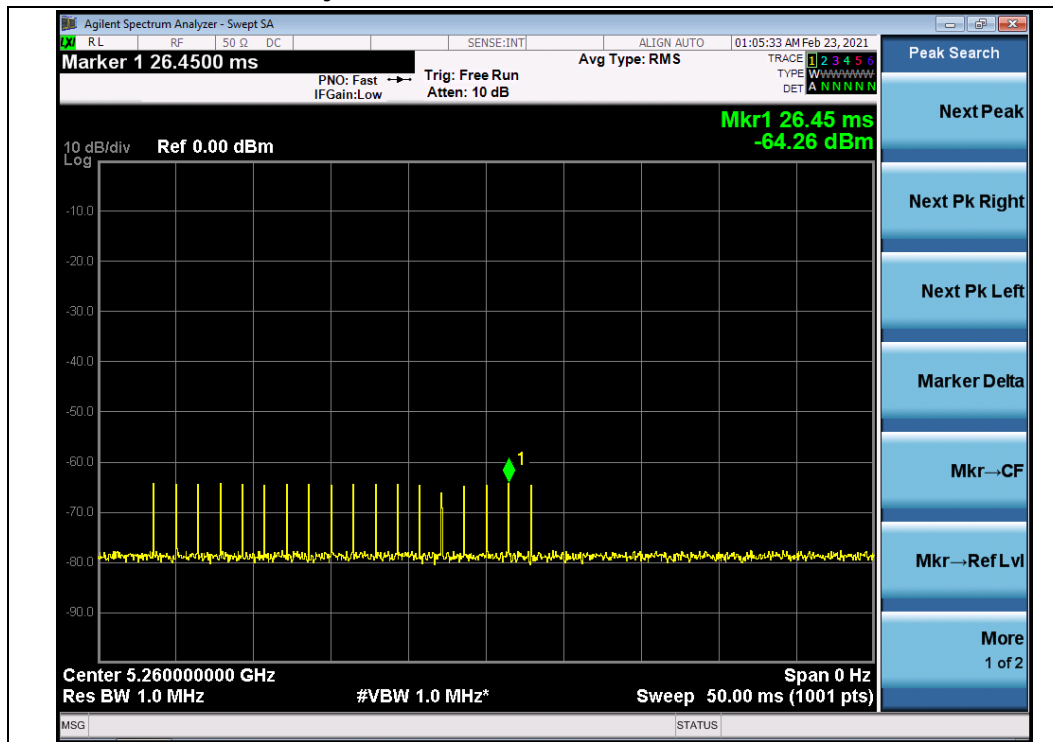 Agilent Spectrum Analyzer - Swept SA
LXI RL RF 50 Ω DC SENSE:INT ALIGN AUTO 01:05:33 AM Feb 23, 2021
Marker 1 26.4500 ms
PNO: Fast
IFGain:Low
Trig: Free Run
Atten: 10 dB
Avg Type: RMS
TRACE 1 2 3 4 5 6
TYPE WWWWWW
DET A N N N N N
Mkr1 26.45 ms
-64.26 dBm
10 dB/div
Log
Ref 0.00 dBm
-10.0
-20.0
-30.0
-40.0
-50.0
-60.0
-70.0
-80.0
-90.0
1
Center 5.260000000 GHz
Res BW 1.0 MHz
#VBW 1.0 MHz*
Span 0 Hz
Sweep 50.00 ms (1001 pts)
MSG
STATUS
Peak Search
Next Peak
Next Pk Right
Next Pk Left
Marker Delta
Mkr→CF
Mkr→Ref Lvl
More
1 of 2